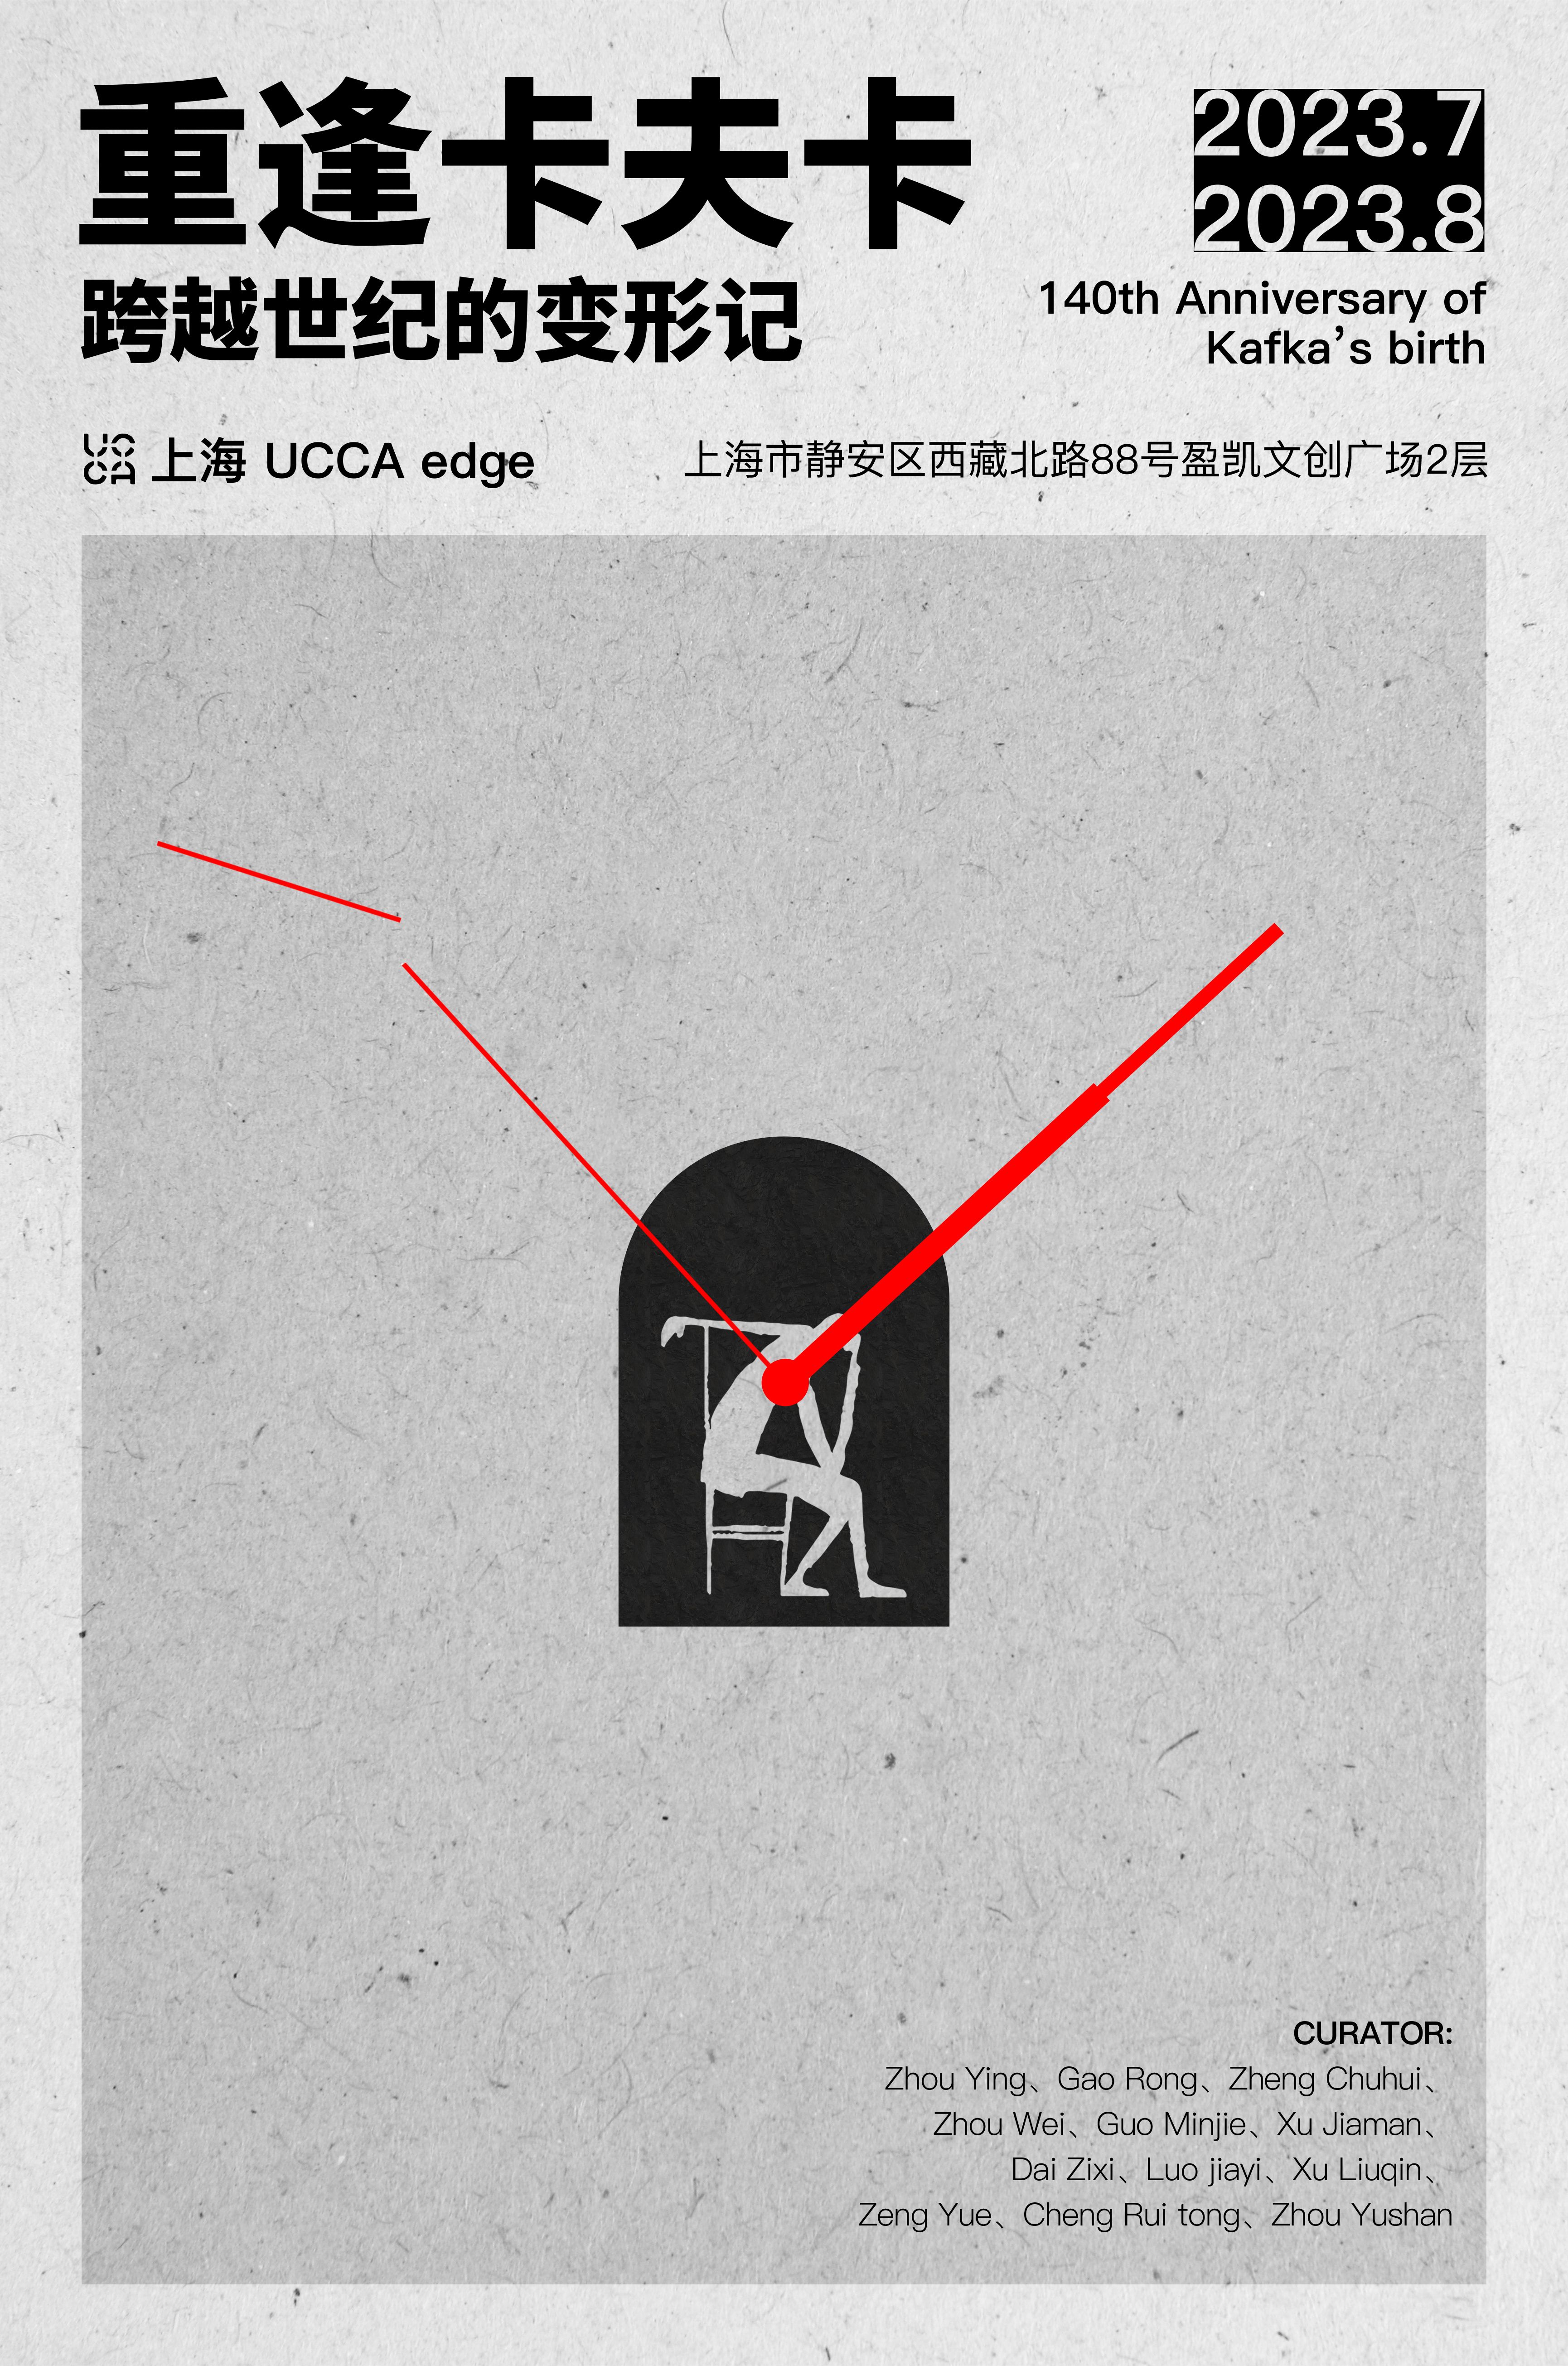 重逢卡夫卡
2023.7
2023.8
跨越世纪的变形记
140th Anniversary of
Kafka’s birth
UCCA 上海 UCCA edge
上海市静安区西藏北路88号盈凯文创广场2层
CURATOR:
Zhou Ying、Gao Rong、Zheng Chuhui、
Zhou Wei、Guo Minjie、Xu Jiaman、
Dai Zixi、Luo jiayi、Xu Liuqin、
Zeng Yue、Cheng Rui tong、Zhou Yushan